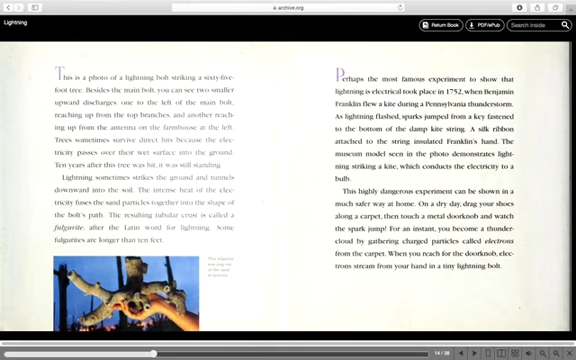 archive.org
Lightning
Return Book
PDF/ePub
Search inside
This is a photo of a lightning bolt striking a sixty-five-
foot tree. Besides the main bolt, you can see two smaller
upward discharges: one to the left of the main bolt,
reaching up from the top branches, and another reach-
ing up from the antenna on the farmhouse at the left.
Trees sometimes survive direct hits because the elec-
tricity passes over their wet surface into the ground.
Ten years after this tree was hit, it was still standing.
Lightning sometimes strikes the ground and tunnels
downward into the soil. The intense heat of the elec-
tricity fuses the sand particles together into the shape of
the bolt's path. The resulting tubular crust is called a
fulgurite, after the Latin word for lightning. Some
fulgurites are longer than ten feet.
This fulgurite
was dug out
of the sand
Perhaps the most famous experiment to show that
lightning is electrical took place in 1752, when Benjamin
Franklin flew a kite during a Pennsylvania thunderstorm.
As lightning flashed, sparks jumped from a key fastened
to the bottom of the damp kite string. A silk ribbon
attached to the string insulated Franklin's hand. The
museum model seen in the photo demonstrates light-
ning striking a kite, which conducts the electricity to a
bulb.
This highly dangerous experiment can be shown in a
much safer way at home. On a dry day, drag your shoes
along a carpet, then touch a metal doorknob and watch
the spark jump! For an instant, you become a thunder-
cloud by gathering charged particles called electrons
from the carpet. When you reach for the doorknob, elec-
trons stream from your hand in a tiny lightning bolt.
14 / 38